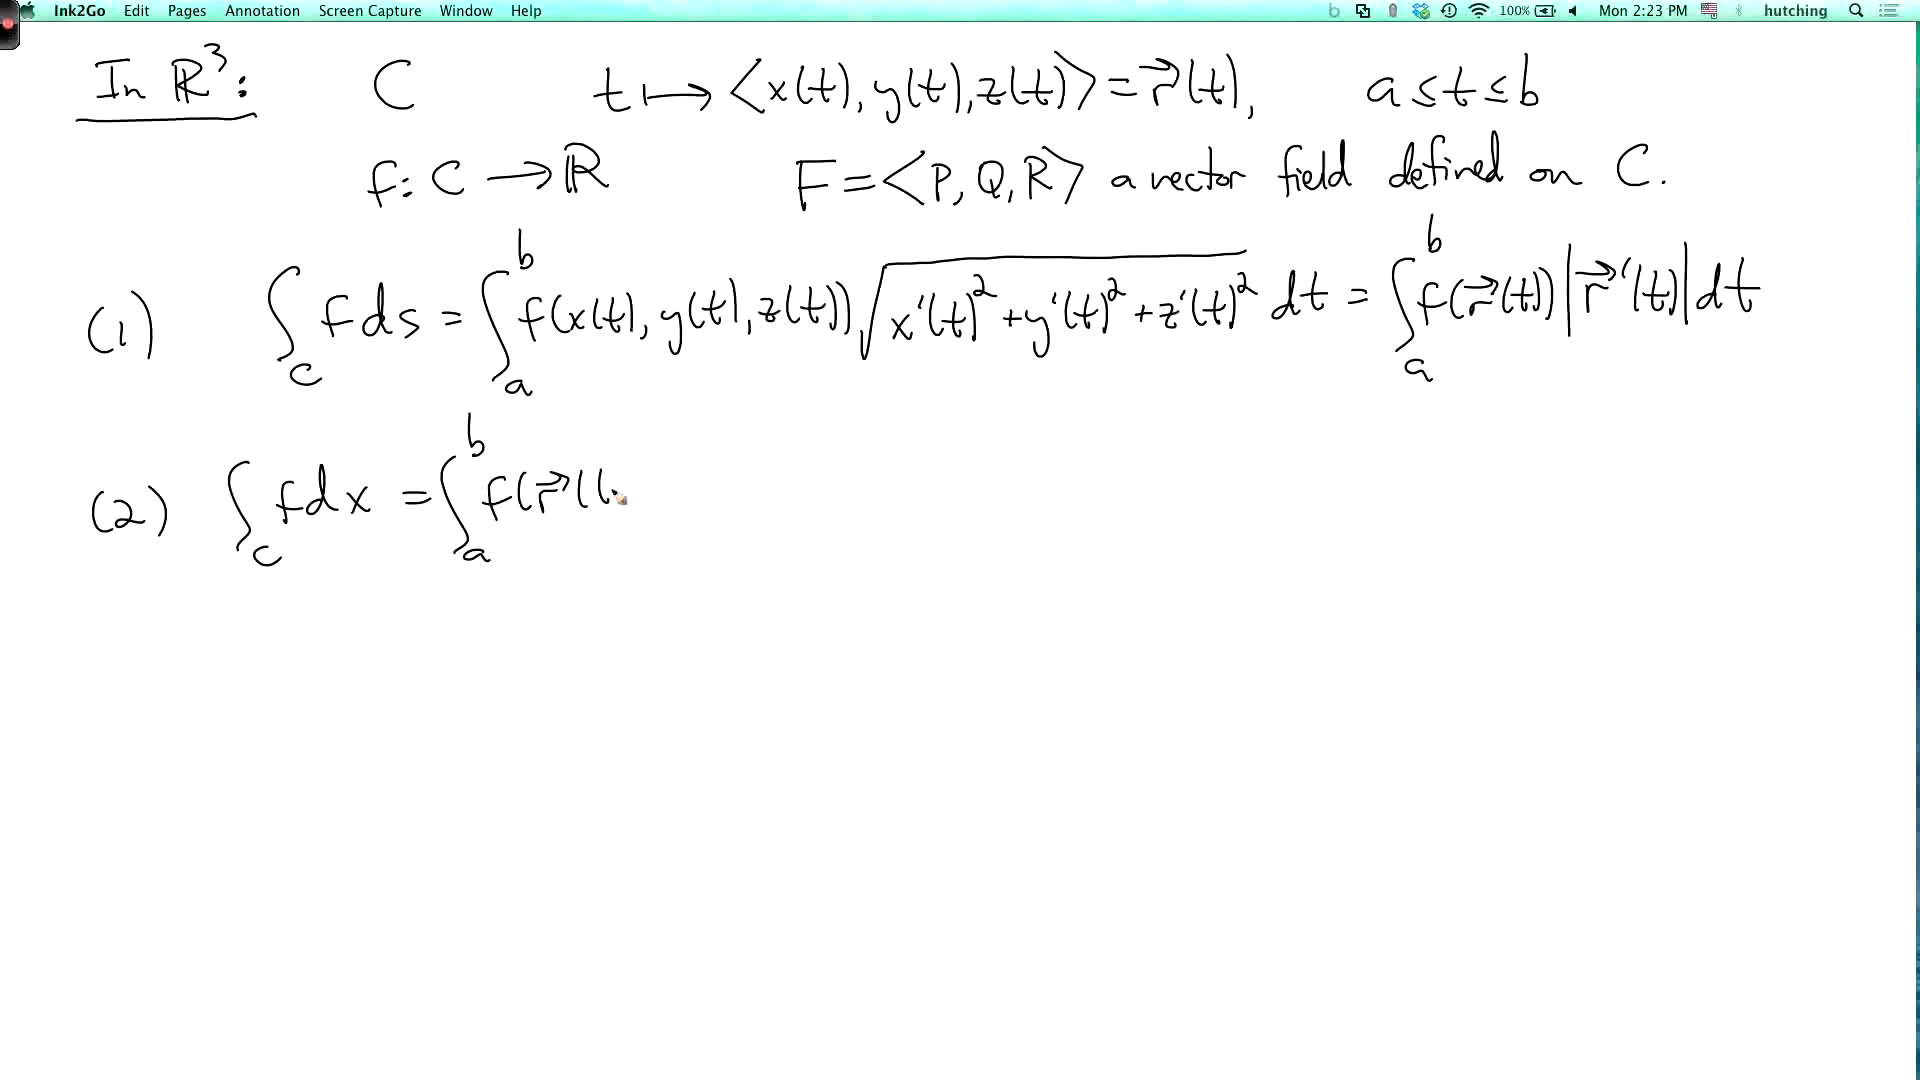 Ink2Go Edit Pages Annotation Screen Capture Window Help 100% Mon 2:23 PM hutching
In ℝ³: C t ⟼ ⟨x(t), y(t), z(t)⟩ = r⃗(t), a ≤ t ≤ b
f: C → ℝ F = ⟨P, Q, R⟩ a vector field defined on C.
(1) ∫_C f ds = ∫_a^b f(x(t), y(t), z(t)) √(x'(t)² + y'(t)² + z'(t)²) dt = ∫_a^b f(r⃗(t)) |r⃗'(t)| dt
(2) ∫_C f dx = ∫_a^b f(r⃗(